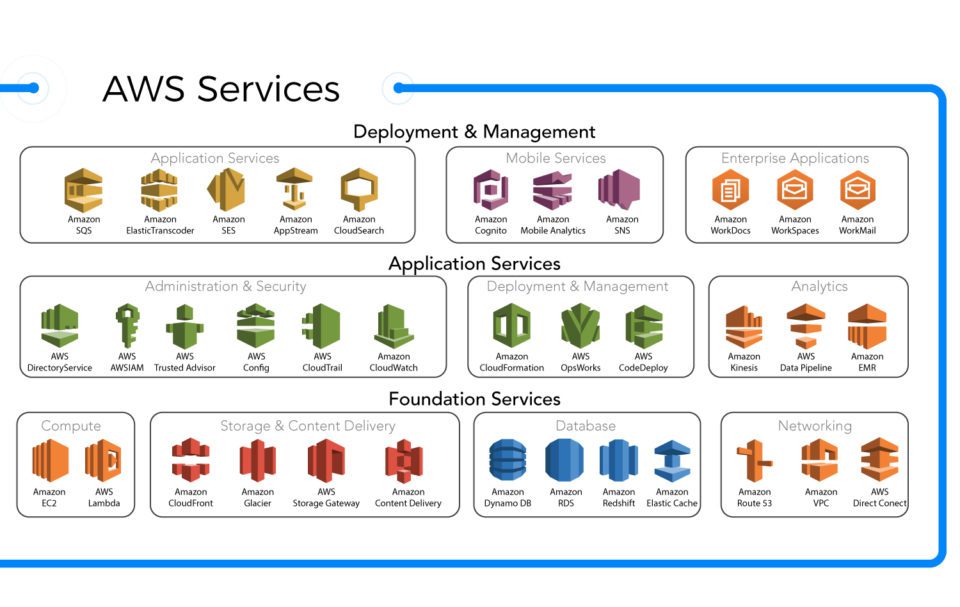 AWS Services
Deployment & Management
Application Services
Amazon SQS
Amazon ElasticTranscoder
Amazon SES
Amazon AppStream
Amazon CloudSearch
Mobile Services
Amazon Cognito
Amazon Mobile Analytics
Amazon SNS
Enterprise Applications
Amazon WorkDocs
Amazon WorkSpaces
Amazon WorkMail
Application Services
Administration & Security
AWS DirectoryService
AWS AWSIAM
AWS Trusted Advisor
AWS Config
AWS CloudTrail
Amazon CloudWatch
Deployment & Management
Amazon CloudFormation
AWS OpsWorks
AWS CodeDeploy
Analytics
Amazon Kinesis
AWS Data Pipeline
Amazon EMR
Foundation Services
Compute
Amazon EC2
AWS Lambda
Storage & Content Delivery
Amazon CloudFront
Amazon Glacier
AWS Storage Gateway
Amazon Content Delivery
Database
Amazon Dynamo DB
Amazon RDS
Amazon Redshift
Amazon Elastic Cache
Networking
Amazon Route S3
Amazon VPC
AWS Direct Conect